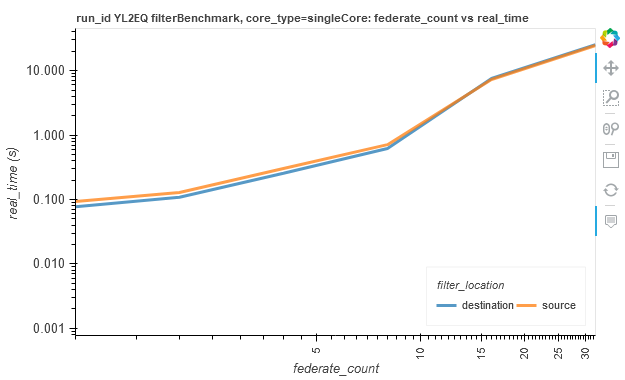 run_id YL2EQ filterBenchmark, core_type=singleCore: federate_count vs real_time
10.000
1.000
0.100
0.010
0.001
real_time (s)
filter_location
destination source
5 10 15 20 25 30
federate_count